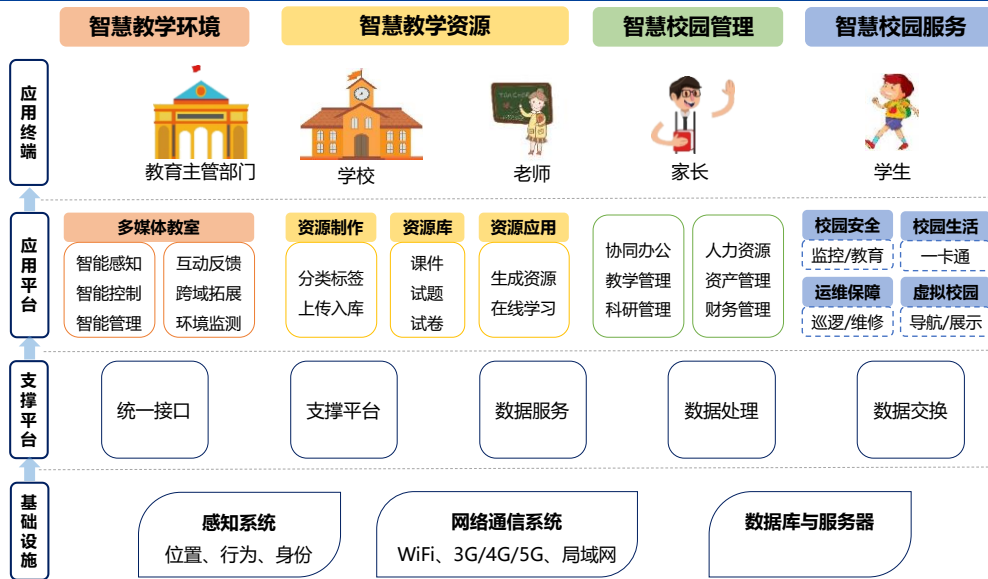 智慧教学环境
智慧教学资源
智慧校园管理
智慧校园服务
应用终端
教育主管部门
学校
老师
家长
学生
应用平台
多媒体教室
智能感知
智能控制
智能管理
互动反馈
跨域拓展
环境监测
资源制作
分类标签
上传入库
资源库
课件
试题
试卷
资源应用
生成资源
在线学习
协同办公
教学管理
科研管理
人力资源
资产管理
财务管理
校园安全
监控/教育
校园生活
一卡通
运维保障
巡逻/维修
虚拟校园
导航/展示
支撑平台
统一接口
支撑平台
数据服务
数据处理
数据交换
基础设施
感知系统
位置、行为、身份
网络通信系统
WiFi、3G/4G/5G、局域网
数据库与服务器